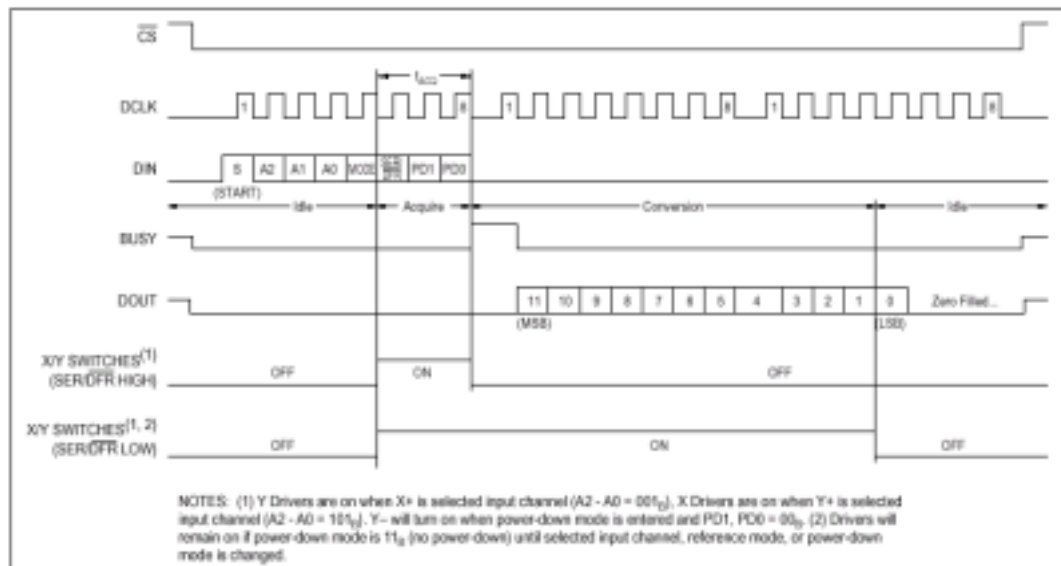 CS
tACQ
DCLK 1 8 1 8 1 8
DIN S A2 A1 A0 MODE SER/DFR PD1 PD0
(START)
Idle Acquire Conversion Idle
BUSY
DOUT 11 10 9 8 7 6 5 4 3 2 1 0 Zero Filled...
(MSB) (LSB)
X/Y SWITCHES(1)
(SER/DFR HIGH) OFF ON OFF
X/Y SWITCHES(1, 2)
(SER/DFR LOW) OFF ON OFF
NOTES: (1) Y Drivers are on when X+ is selected input channel (A2 - A0 = 001B), X Drivers are on when Y+ is selected
input channel (A2 - A0 = 101B). Y– will turn on when power-down mode is entered and PD1, PD0 = 00B. (2) Drivers will
remain on if power-down mode is 11B (no power-down) until selected input channel, reference mode, or power-down
mode is changed.